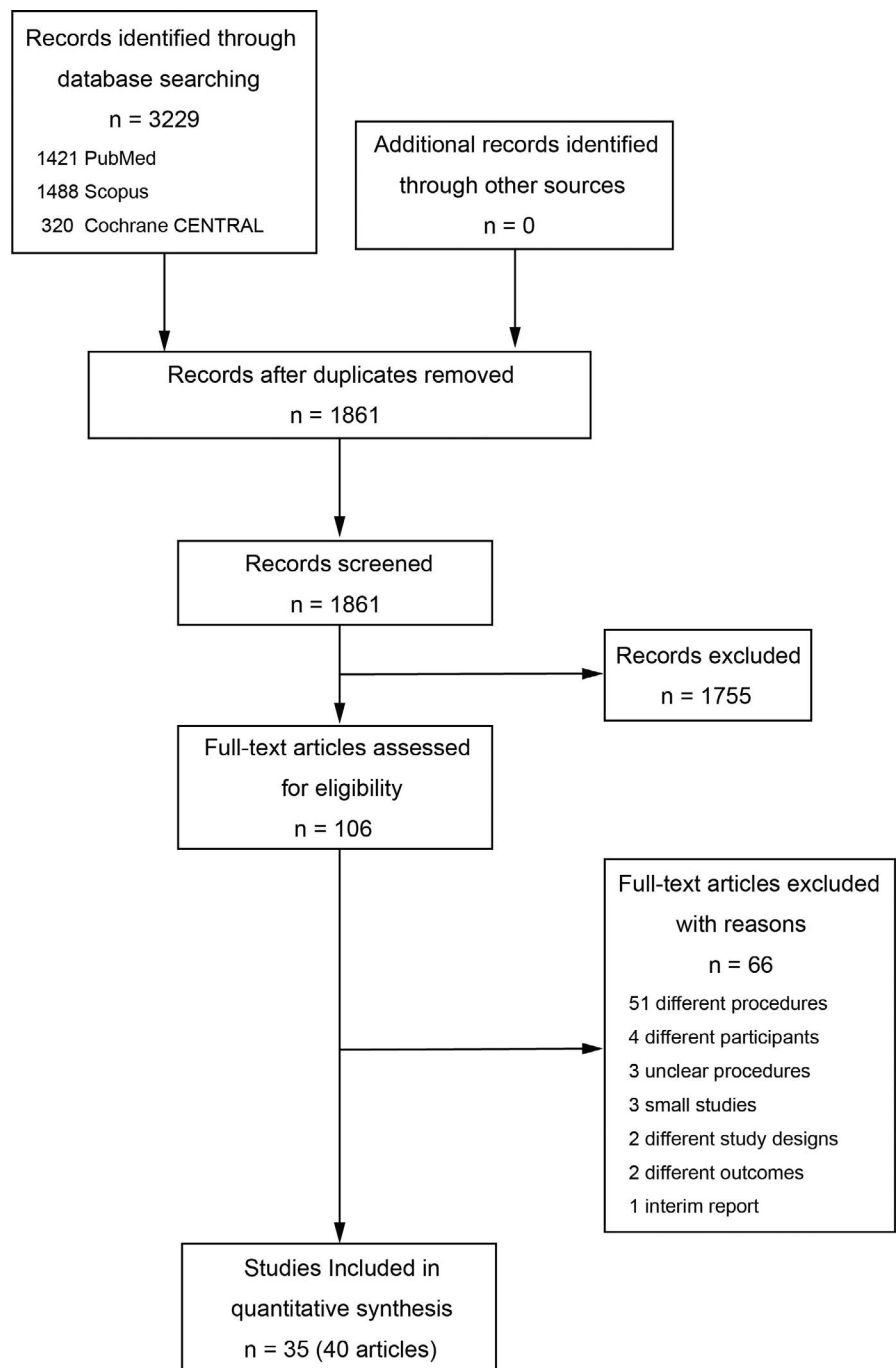 Records identified through
database searching
n = 3229
1421 PubMed
1488 Scopus
320 Cochrane CENTRAL
Additional records identified
through other sources
n = 0
Records after duplicates removed
n = 1861
Records screened
n = 1861
Records excluded
n = 1755
Full-text articles assessed
for eligibility
n = 106
Full-text articles excluded
with reasons
n = 66
51 different procedures
4 different participants
3 unclear procedures
3 small studies
2 different study designs
2 different outcomes
1 interim report
Studies Included in
quantitative synthesis
n = 35 (40 articles)